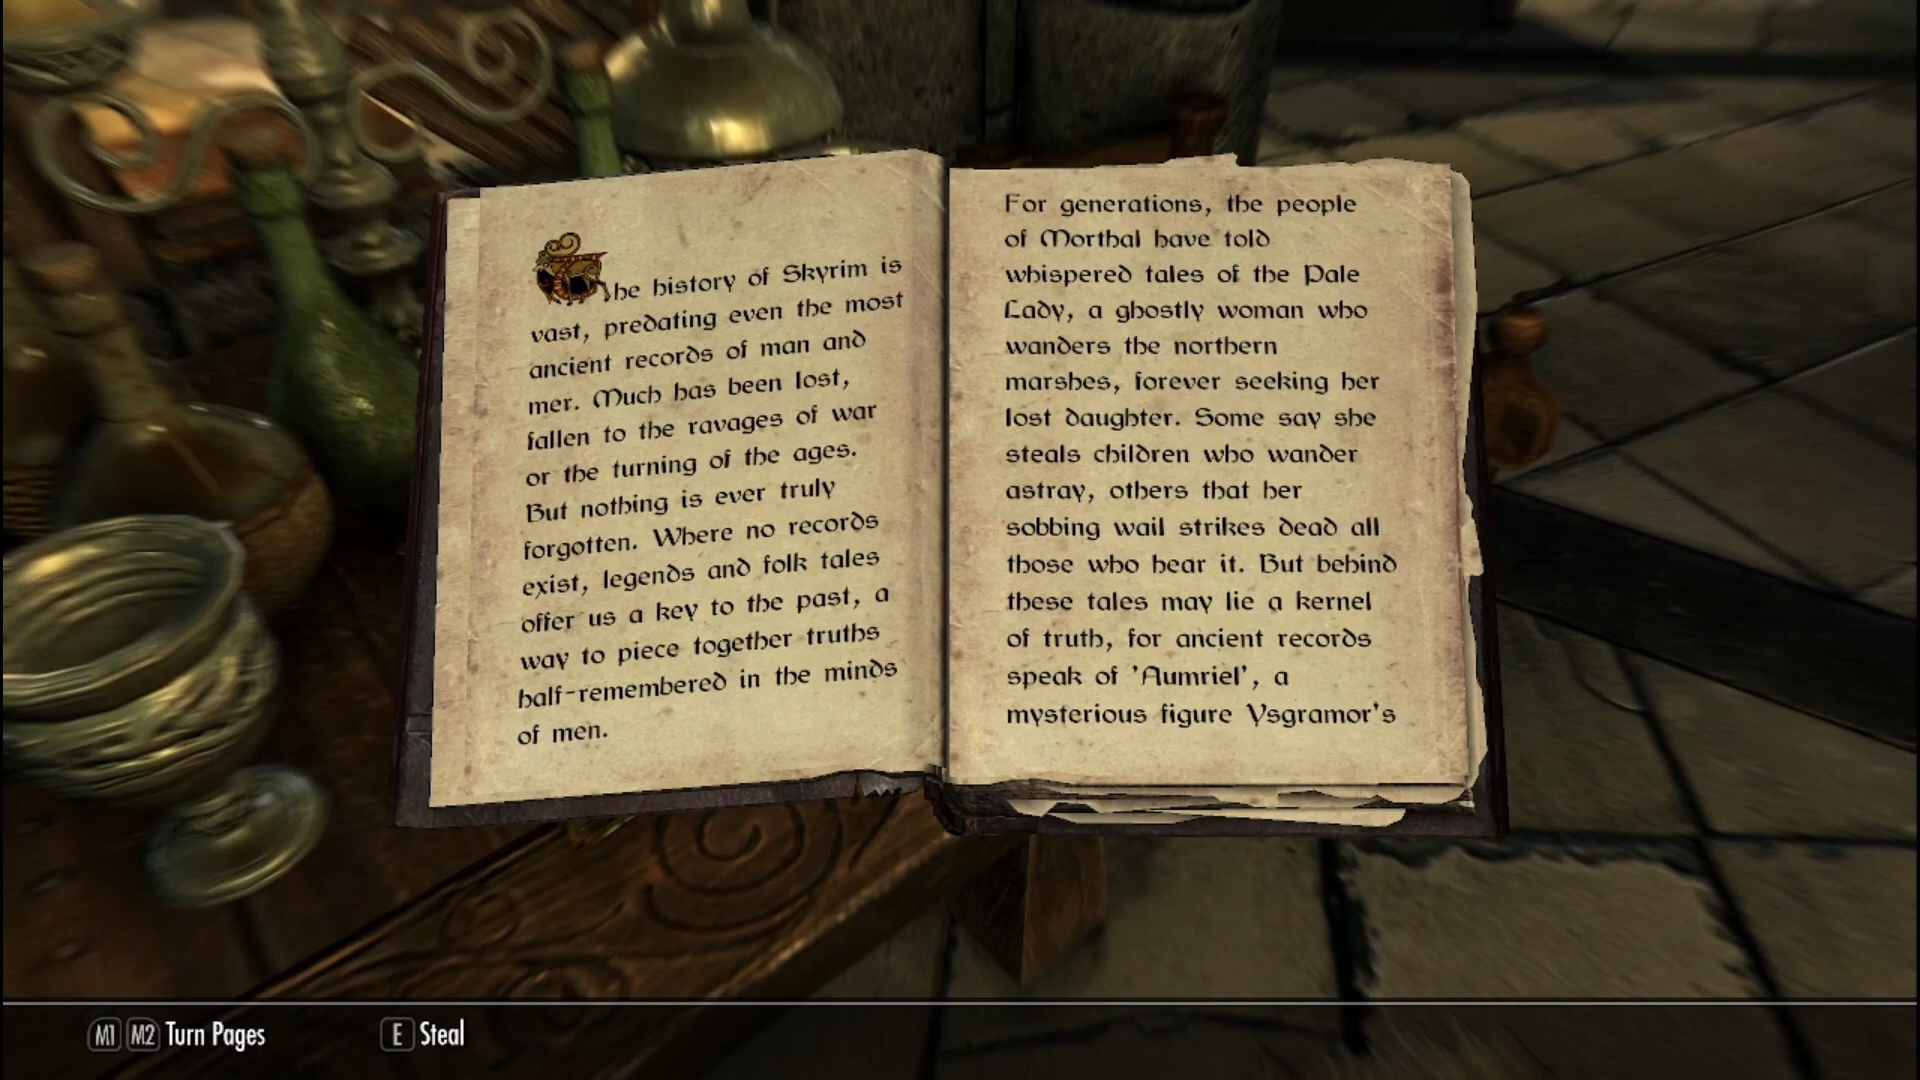 The history of Skyrim is
vast, predating even the most
ancient records of man and
mer. Much has been lost,
fallen to the ravages of war
or the turning of the ages.
But nothing is ever truly
forgotten. Where no records
exist, legends and folk tales
offer us a key to the past, a
way to piece together truths
half-remembered in the minds
of men.
For generations, the people
of Morthal have told
whispered tales of the Pale
Lady, a ghostly woman who
wanders the northern
marshes, forever seeking her
lost daughter. Some say she
steals children who wander
astray, others that her
sobbing wail strikes dead all
those who hear it. But behind
these tales may lie a kernel
of truth, for ancient records
speak of 'Aumriel', a
mysterious figure Ysgramor's
M1 M2 Turn Pages E Steal